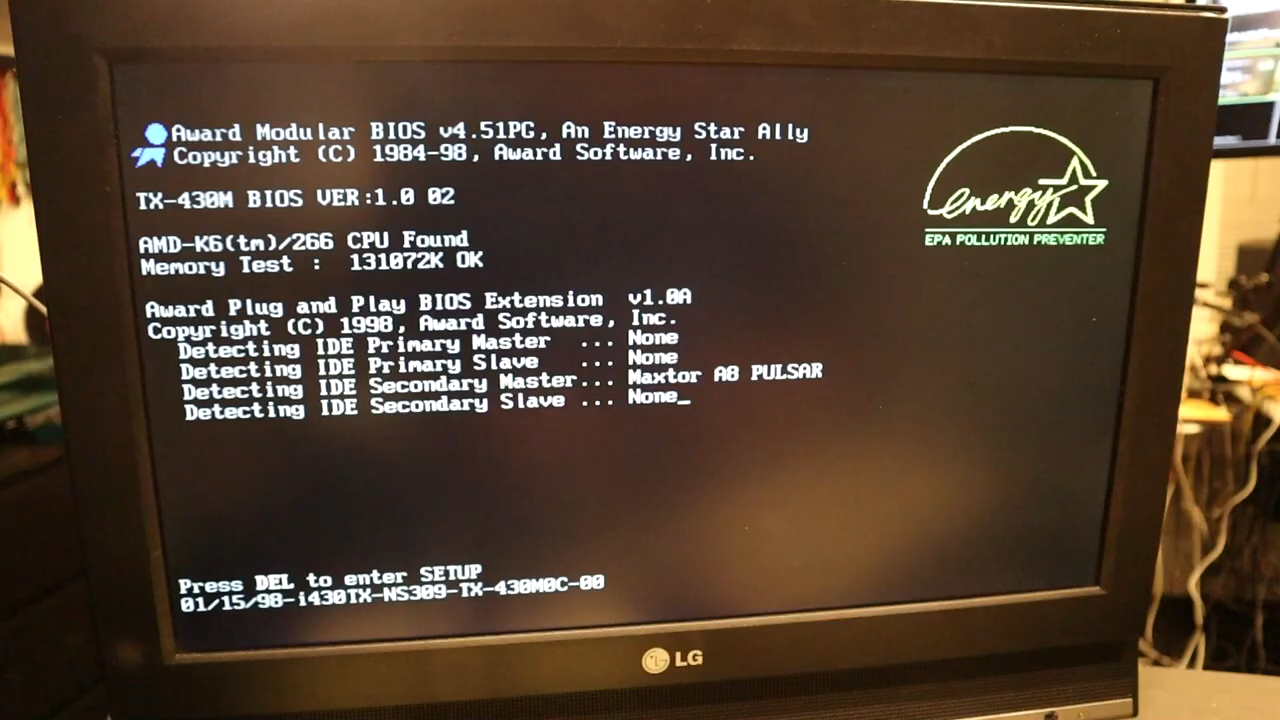 Award Modular BIOS v4.51PG, An Energy Star Ally
Copyright (C) 1984-98, Award Software, Inc.
TX-430M BIOS VER:1.0 02
energy
EPA POLLUTION PREVENTER
AMD-K6(tm)/266 CPU Found
Memory Test :  131072K OK
Award Plug and Play BIOS Extension  v1.0A
Copyright (C) 1998, Award Software, Inc.
Detecting IDE Primary Master   ... None
Detecting IDE Primary Slave    ... None
Detecting IDE Secondary Master... Maxtor A8 PULSAR
Detecting IDE Secondary Slave ... None_
Press DEL to enter SETUP
01/15/98-i430TX-NS309-TX-430M0C-00
LG